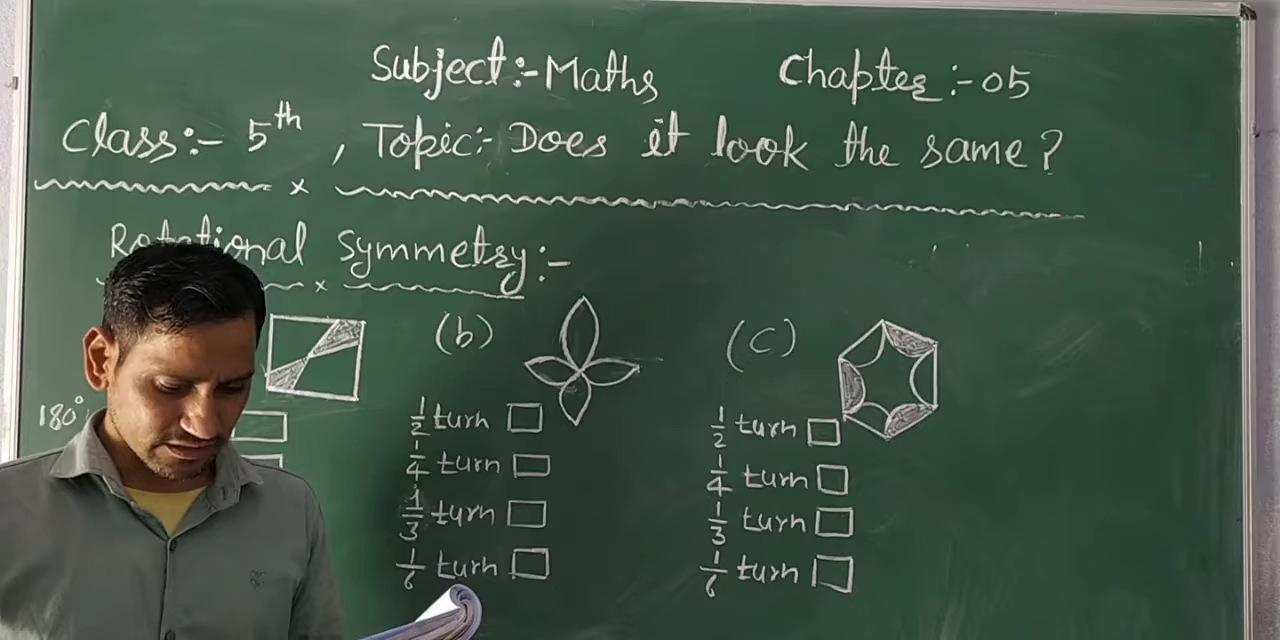 Subject:- Maths Chapter:- 05
Class:- 5th, Topic:- Does it look the same?
x
Rotational Symmetry:-
x
(b) (c)
180°
1/2 turn 1/2 turn
1/4 turn 1/4 turn
1/3 turn 1/3 turn
1/6 turn 1/6 turn